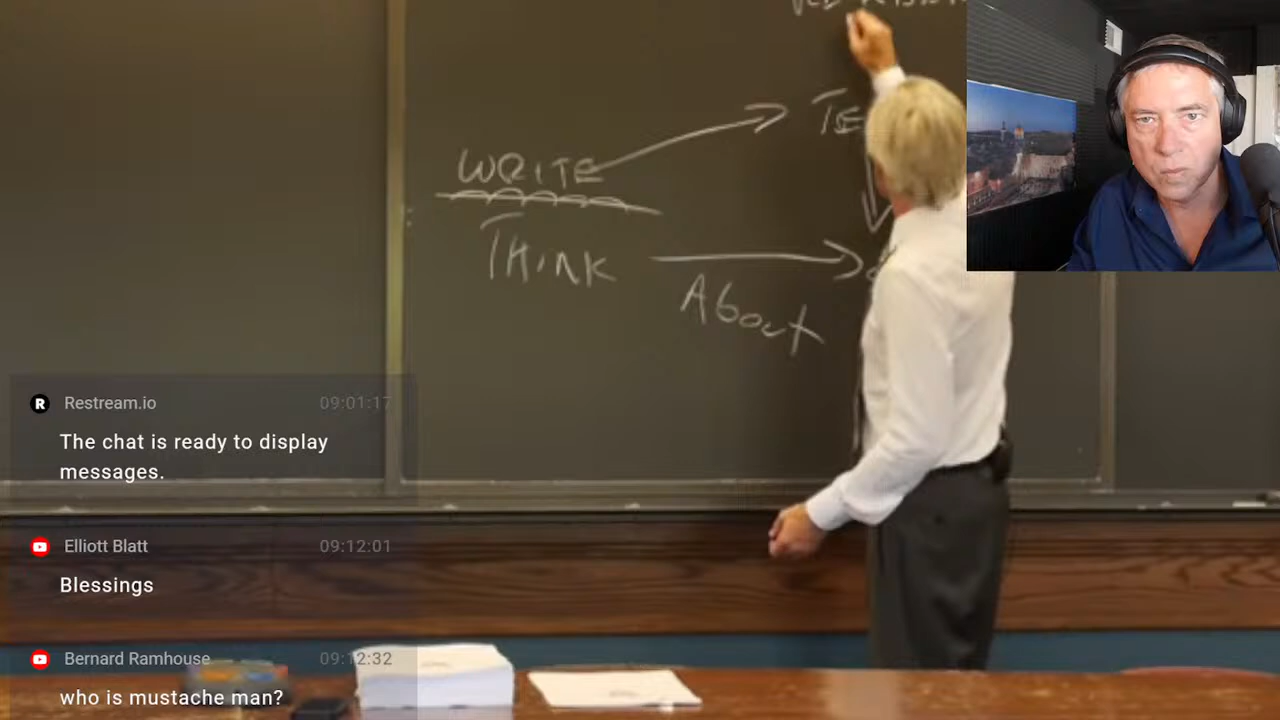 WRITE
THINK
About
TE
Restream.io 09:01:17
The chat is ready to display
messages.
Elliott Blatt 09:12:01
Blessings
Bernard Ramhouse 09:12:32
who is mustache man?